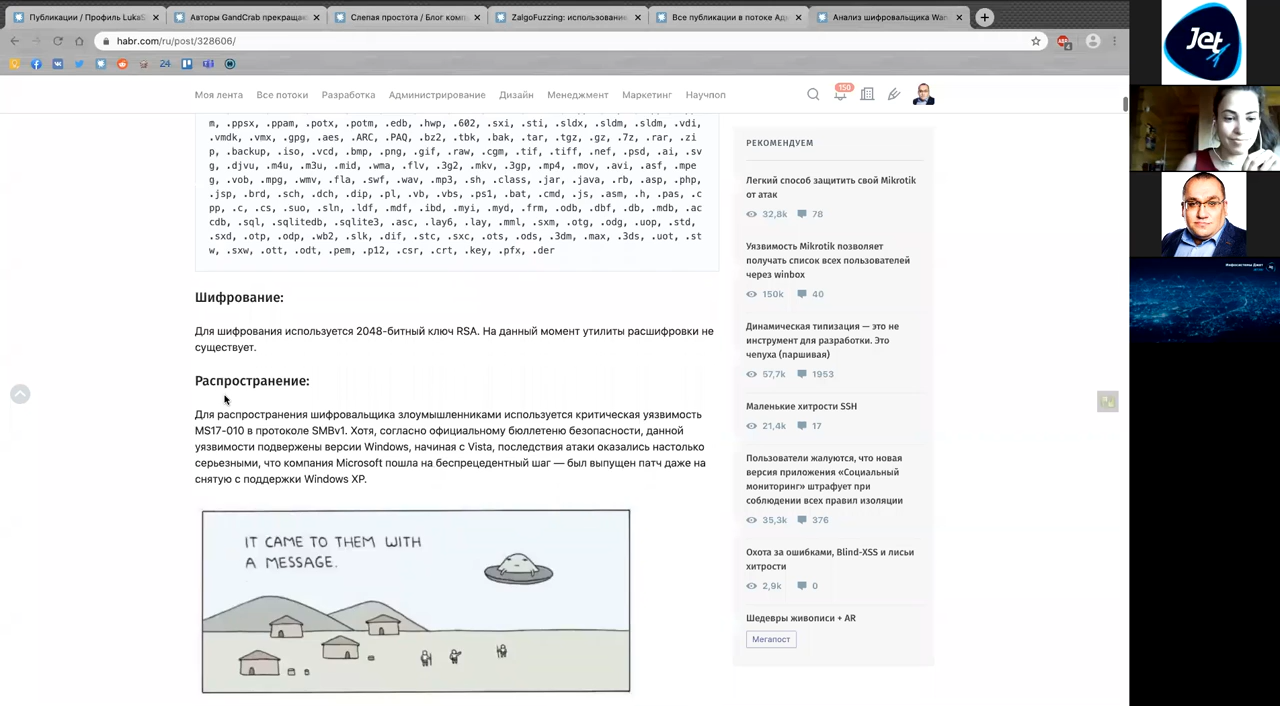 Публикации / Профиль LukaS
Авторы GandCrab прекращаю
Слепая простота / Блог комп
ZalgoFuzzing: использование
Все публикации в потоке Ад
Анализ шифровальщика Wan
habr.com/ru/post/328606/
4
24
Моя лента
Все потоки
Разработка
Администрирование
Дизайн
Менеджмент
Маркетинг
Научпоп
150
m, .ppsx, .ppam, .potx, .potm, .edb, .hwp, .602, .sxi, .sti, .sldx, .sldm, .sldm, .vdi,
.vmdk, .vmx, .gpg, .aes, .ARC, .PAQ, .bz2, .tbk, .bak, .tar, .tgz, .gz, .7z, .rar, .zi
p, .backup, .iso, .vcd, .bmp, .png, .gif, .raw, .cgm, .tif, .tiff, .nef, .psd, .ai, .sv
g, .djvu, .m4u, .m3u, .mid, .wma, .flv, .3g2, .mkv, .3gp, .mp4, .mov, .avi, .asf, .mpe
g, .vob, .mpg, .wmv, .fla, .swf, .wav, .mp3, .sh, .class, .jar, .java, .rb, .asp, .php,
.jsp, .brd, .sch, .dch, .dip, .pl, .vb, .vbs, .ps1, .bat, .cmd, .js, .asm, .h, .pas, .c
pp, .c, .cs, .suo, .sln, .ldf, .mdf, .ibd, .myi, .myd, .frm, .odb, .dbf, .db, .mdb, .ac
cdb, .sql, .sqlitedb, .sqlite3, .asc, .lay6, .lay, .mml, .sxm, .otg, .odg, .uop, .std,
.sxd, .otp, .odp, .wb2, .slk, .dif, .stc, .sxc, .ots, .ods, .3dm, .max, .3ds, .uot, .st
w, .sxw, .ott, .odt, .pem, .p12, .csr, .crt, .key, .pfx, .der
Шифрование:
Для шифрования используется 2048-битный ключ RSA. На данный момент утилиты расшифровки не
существует.
Распространение:
Для распространения шифровальщика злоумышленниками используется критическая уязвимость
MS17-010 в протоколе SMBv1. Хотя, согласно официальному бюллетеню безопасности, данной
уязвимости подвержены версии Windows, начиная с Vista, последствия атаки оказались настолько
серьезными, что компания Microsoft пошла на беспрецедентный шаг — был выпущен патч даже на
снятую с поддержки Windows XP.
IT CAME TO THEM WITH
A MESSAGE.
РЕКОМЕНДУЕМ
Легкий способ защитить свой Mikrotik
от атак
32,8k 78
Уязвимость Mikrotik позволяет
получать список всех пользователей
через winbox
150k 40
Динамическая типизация — это не
инструмент для разработки. Это
чепуха (паршивая)
57,7k 1953
Маленькие хитрости SSH
21,4k 17
Пользователи жалуются, что новая
версия приложения «Социальный
мониторинг» штрафует при
соблюдении всех правил изоляции
35,3k 376
Охота за ошибками, Blind-XSS и лисьи
хитрости
2,9k 0
Шедевры живописи + AR
Мегапост
Jet